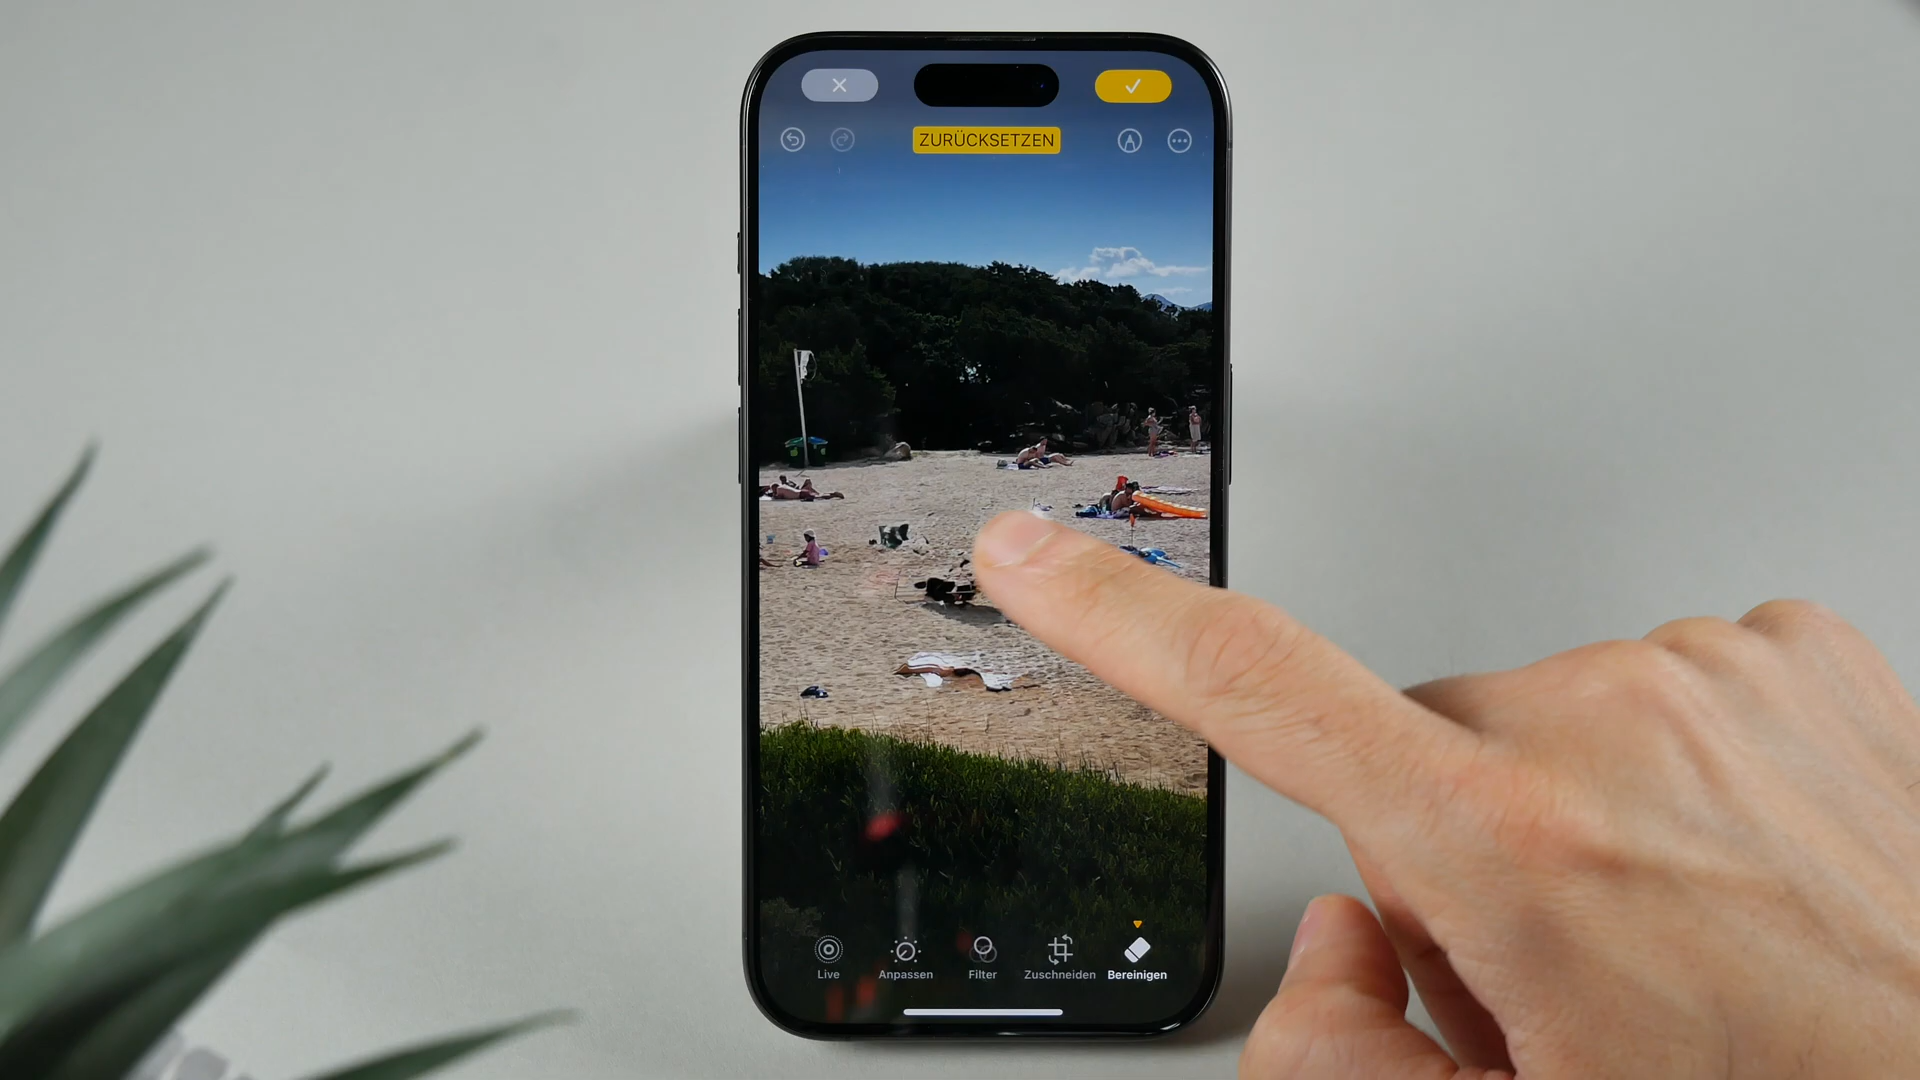 ZURÜCKSETZEN
Live
Anpassen
Filter
Zuschneiden
Bereinigen